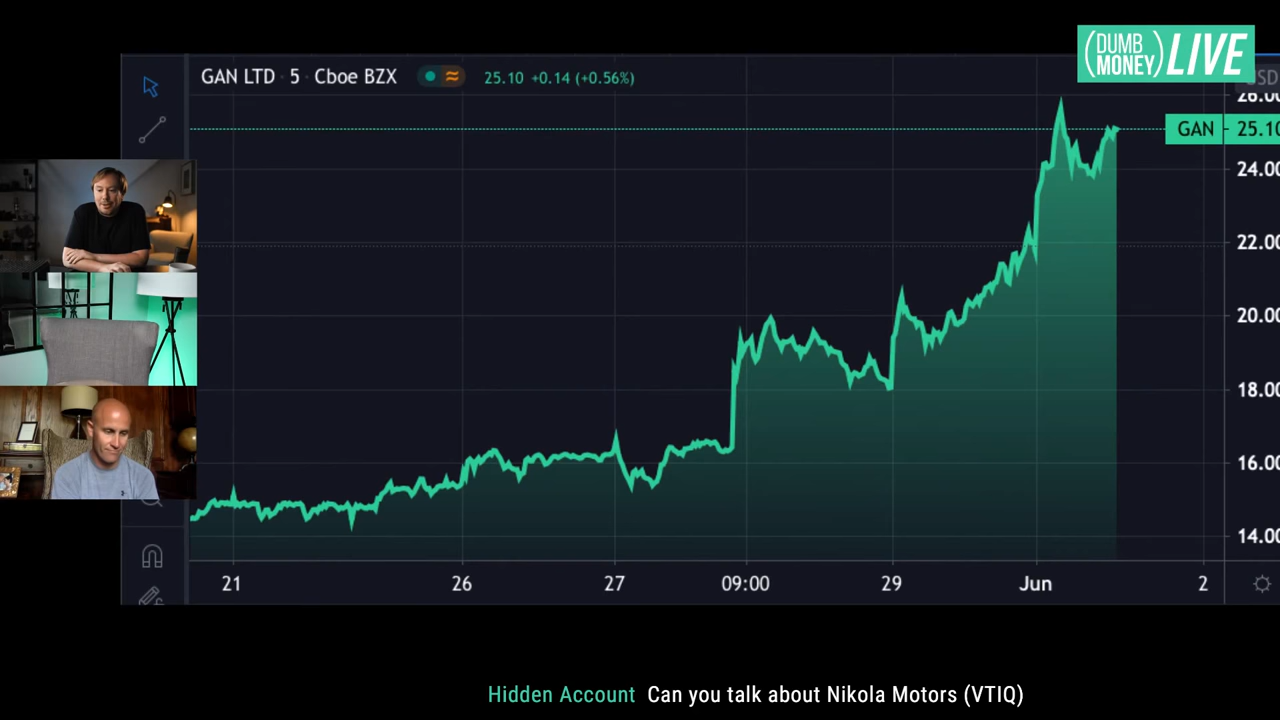 (DUMB MONEY) LIVE
GAN LTD · 5 · Cboe BZX 25.10 +0.14 (+0.56%)
26.00
GAN 25.10
24.00
22.00
20.00
18.00
16.00
14.00
21 26 27 09:00 29 Jun 2
Hidden Account Can you talk about Nikola Motors (VTIQ)